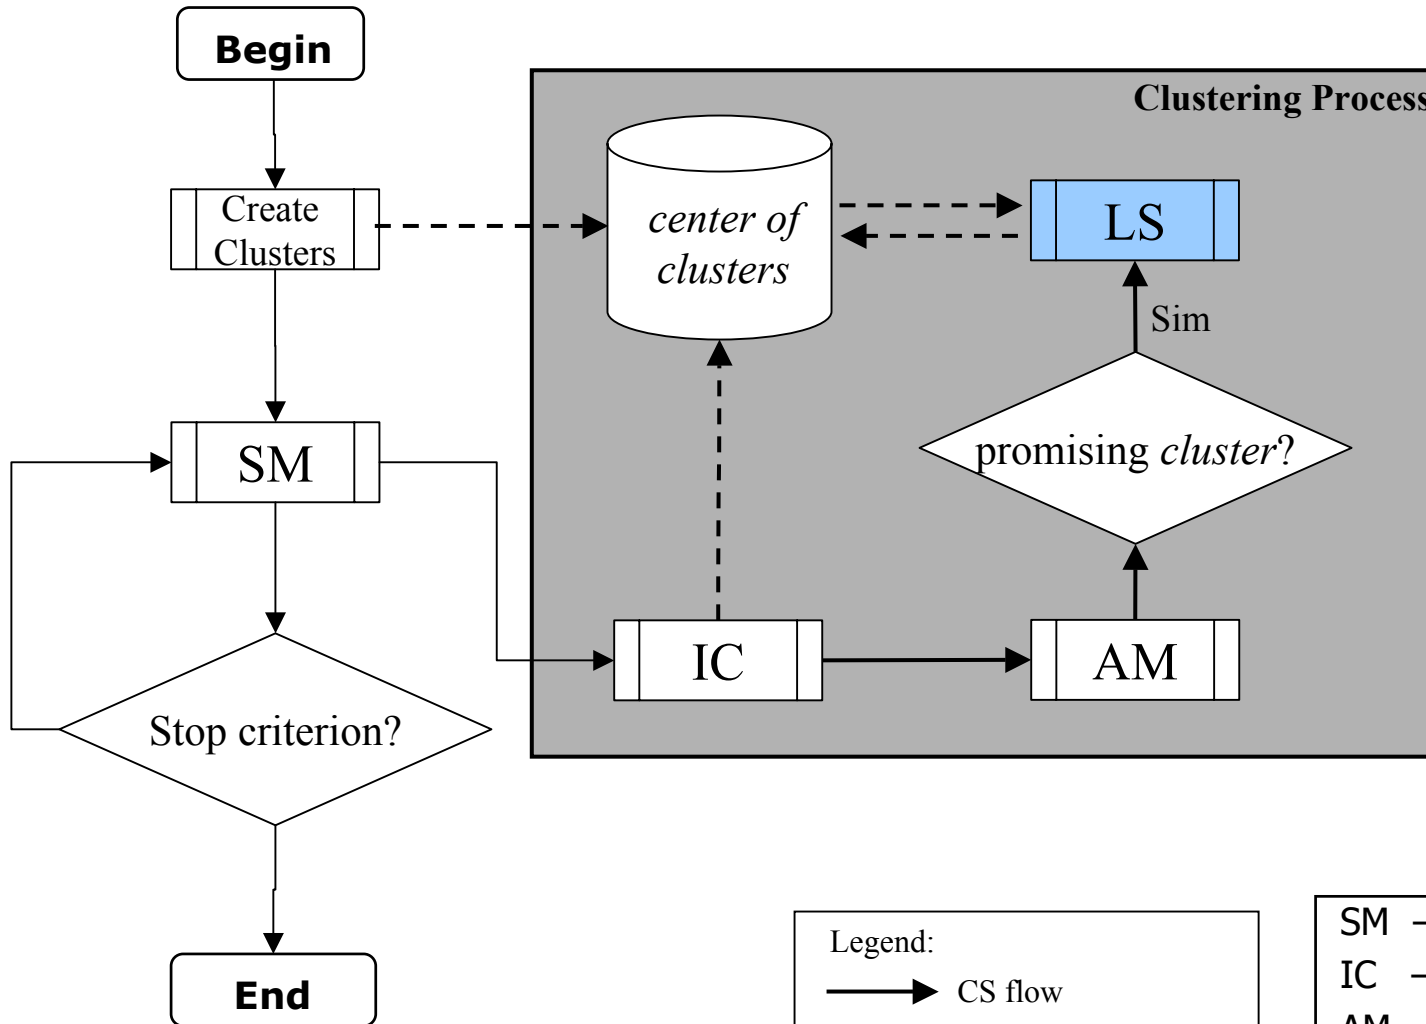 Begin
Clustering Process
Create
Clusters
center of
clusters
LS
Sim
SM
promising cluster?
IC
AM
Stop criterion?
End
Legend:
CS flow
SM -
IC -
AM